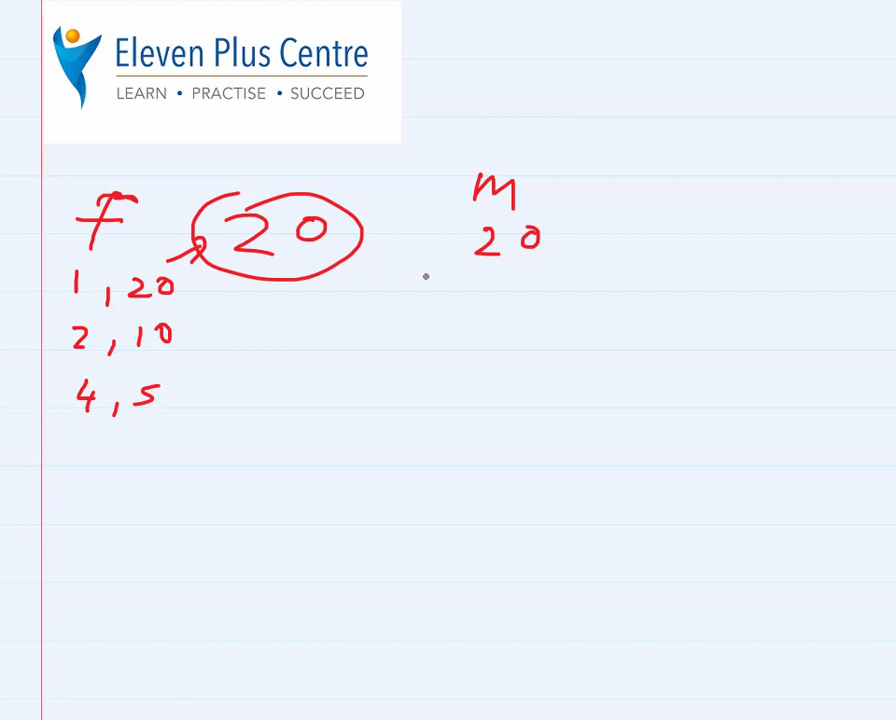 Eleven Plus Centre
LEARN • PRACTISE • SUCCEED
F 20 M
20
1, 20
2, 10
4, 5